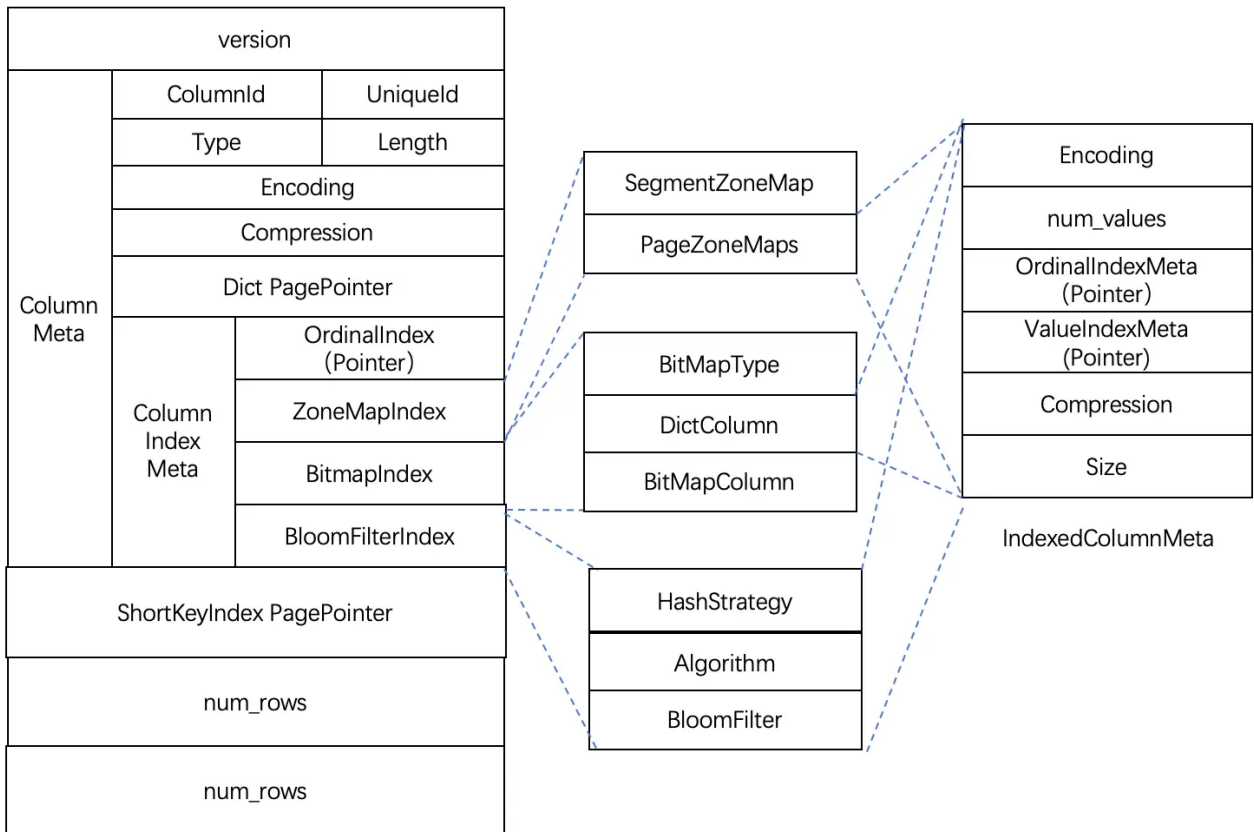 version
ColumnId
UniqueId
Type
Length
Encoding
Compression
Dict PagePointer
Column
Meta
OrdinalIndex
(Pointer)
Column
Index
Meta
ZoneMapIndex
BitmapIndex
BloomFilterIndex
ShortKeyIndex PagePointer
num_rows
num_rows
SegmentZoneMap
PageZoneMaps
BitMapType
DictColumn
BitMapColumn
HashStrategy
Algorithm
BloomFilter
Encoding
num_values
OrdinalIndexMeta
(Pointer)
ValueIndexMeta
(Pointer)
Compression
Size
IndexedColumnMeta